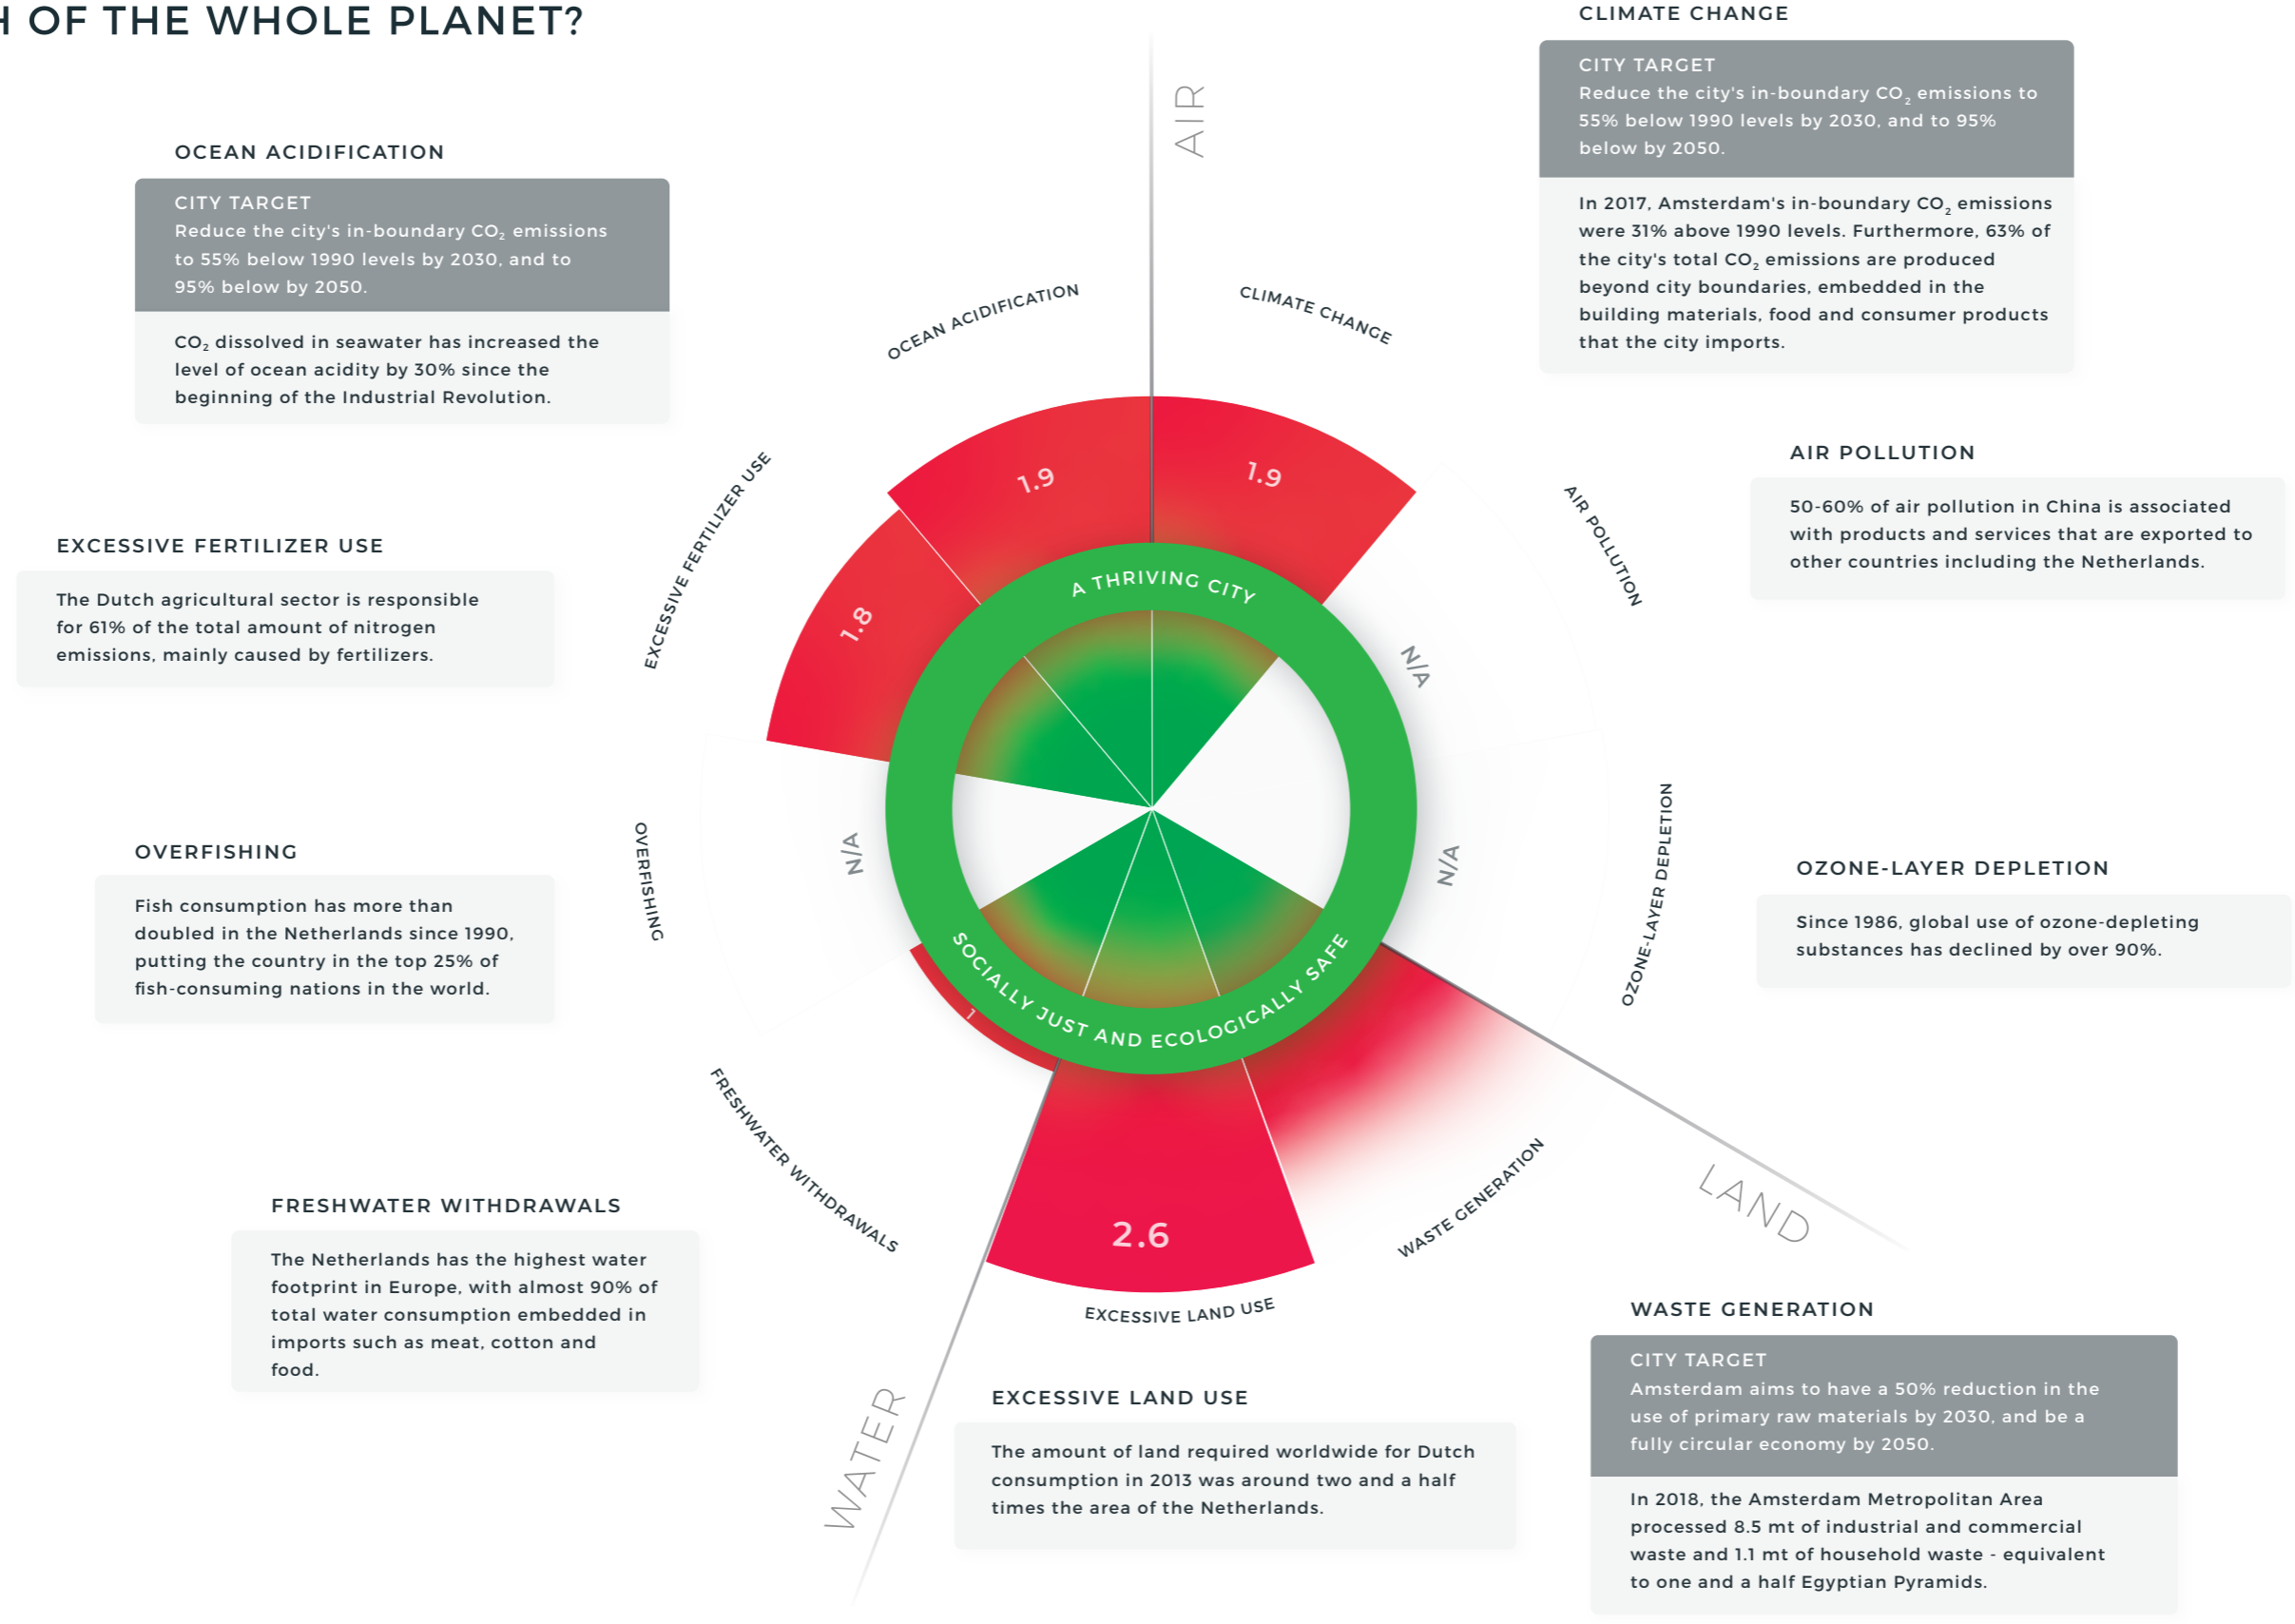 H OF THE WHOLE PLANET?
CLIMATE CHANGE
CITY TARGET
Reduce the city's in-boundary CO₂ emissions to
55% below 1990 levels by 2030, and to 95%
below by 2050.
In 2017, Amsterdam's in-boundary CO₂ emissions
were 31% above 1990 levels. Furthermore, 63% of
the city's total CO₂ emissions are produced
beyond city boundaries, embedded in the
building materials, food and consumer products
that the city imports.
OCEAN ACIDIFICATION
CITY TARGET
Reduce the city's in-boundary CO₂ emissions
to 55% below 1990 levels by 2030, and to
95% below by 2050.
CO₂ dissolved in seawater has increased the
level of ocean acidity by 30% since the
beginning of the Industrial Revolution.
AIR
OCEAN ACIDIFICATION
CLIMATE CHANGE
AIR POLLUTION
50-60% of air pollution in China is associated
with products and services that are exported to
other countries including the Netherlands.
EXCESSIVE FERTILIZER USE
The Dutch agricultural sector is responsible
for 61% of the total amount of nitrogen
emissions, mainly caused by fertilizers.
EXCESSIVE FERTILIZER USE
1.9
1.9
AIR POLLUTION
1.8
A THRIVING CITY
N/A
OVERFISHING
Fish consumption has more than
doubled in the Netherlands since 1990,
putting the country in the top 25% of
fish-consuming nations in the world.
OVERFISHING
N/A
N/A
OZONE-LAYER DEPLETION
OZONE-LAYER DEPLETION
Since 1986, global use of ozone-depleting
substances has declined by over 90%.
SOCIALLY JUST AND ECOLOGICALLY SAFE
1
FRESHWATER WITHDRAWALS
2.6
WASTE GENERATION
LAND
EXCESSIVE LAND USE
FRESHWATER WITHDRAWALS
The Netherlands has the highest water
footprint in Europe, with almost 90% of
total water consumption embedded in
imports such as meat, cotton and
food.
WATER
EXCESSIVE LAND USE
The amount of land required worldwide for Dutch
consumption in 2013 was around two and a half
times the area of the Netherlands.
WASTE GENERATION
CITY TARGET
Amsterdam aims to have a 50% reduction in the
use of primary raw materials by 2030, and be a
fully circular economy by 2050.
In 2018, the Amsterdam Metropolitan Area
processed 8.5 mt of industrial and commercial
waste and 1.1 mt of household waste - equivalent
to one and a half Egyptian Pyramids.